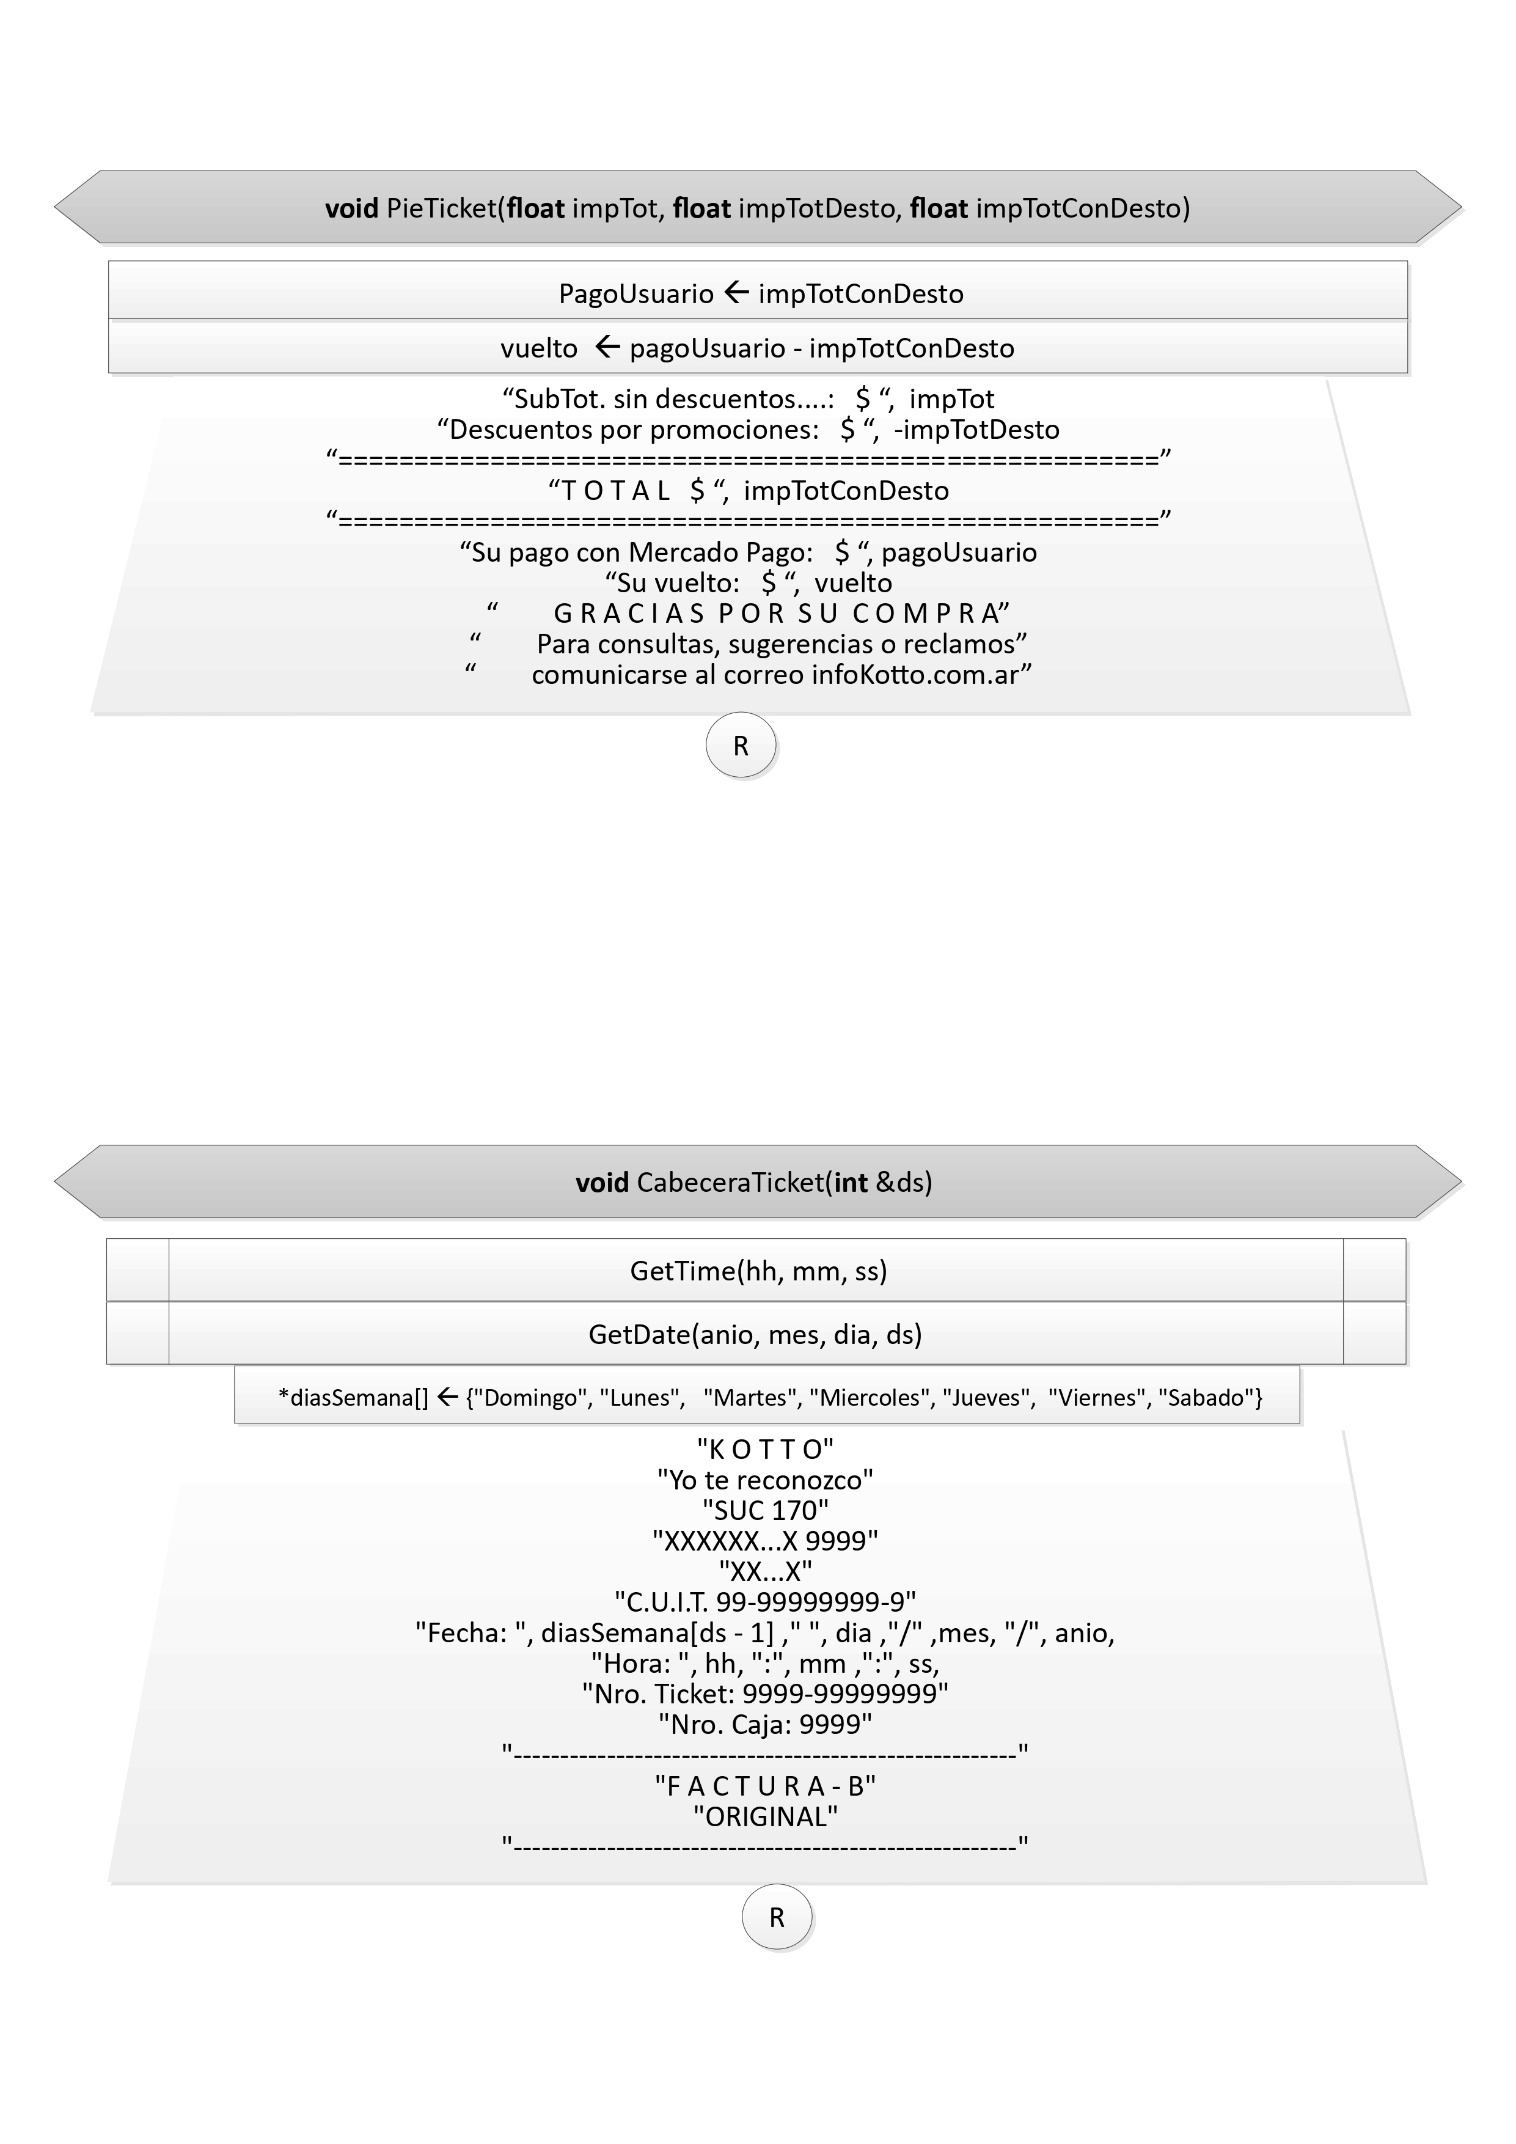 void PieTicket(float impTot, float impTotDesto, float impTotConDesto)
PagoUsuario ← impTotConDesto
vuelto ← pagoUsuario - impTotConDesto
“SubTot. sin descuentos....: $ “, impTot
“Descuentos por promociones: $ “, -impTotDesto
“======================================================”
“T O T A L $ “, impTotConDesto
“======================================================”
“Su pago con Mercado Pago: $ “, pagoUsuario
“Su vuelto: $ “, vuelto
“ G R A C I A S P O R S U C O M P R A”
“ Para consultas, sugerencias o reclamos”
“ comunicarse al correo infoKotto.com.ar”
R
void CabeceraTicket(int &ds)
GetTime(hh, mm, ss)
GetDate(anio, mes, dia, ds)
*diasSemana[] ← {"Domingo", "Lunes", "Martes", "Miercoles", "Jueves", "Viernes", "Sabado"}
"K O T T O"
"Yo te reconozco"
"SUC 170"
"XXXXXX...X 9999"
"XX...X"
"C.U.I.T. 99-99999999-9"
"Fecha: ", diasSemana[ds - 1] ," ", dia ,"/" ,mes, "/", anio,
"Hora: ", hh, ":", mm ,":", ss,
"Nro. Ticket: 9999-99999999"
"Nro. Caja: 9999"
"------------------------------------------------------"
"F A C T U R A - B"
"ORIGINAL"
"------------------------------------------------------"
R